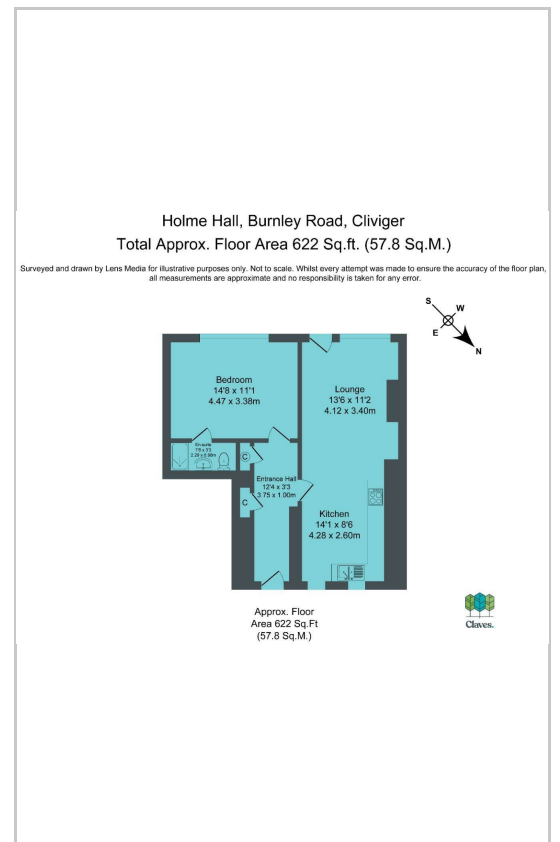 Holme Hall, Burnley Road, Cliviger
Total Approx. Floor Area 622 Sq.ft. (57.8 Sq.M.)
Surveyed and drawn by Lens Media for illustrative purposes only. Not to scale. Whilst every attempt was made to ensure the accuracy of the floor plan,
all measurements are approximate and no responsibility is taken for any error.
S
W
E
N
Bedroom
14'8 x 11'1
4.47 x 3.38m
Lounge
13'6 x 11'2
4.12 x 3.40m
En-suite
C
Entrance Hall
12'4 x 3'3
3.75 x 1.00m
C
Kitchen
14'1 x 8'6
4.28 x 2.60m
Approx. Floor
Area 622 Sq.Ft
(57.8 Sq.M.)
Claves.